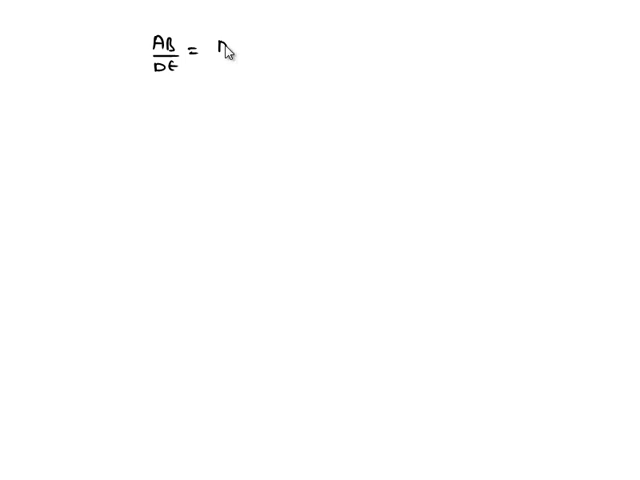 AB/DE =